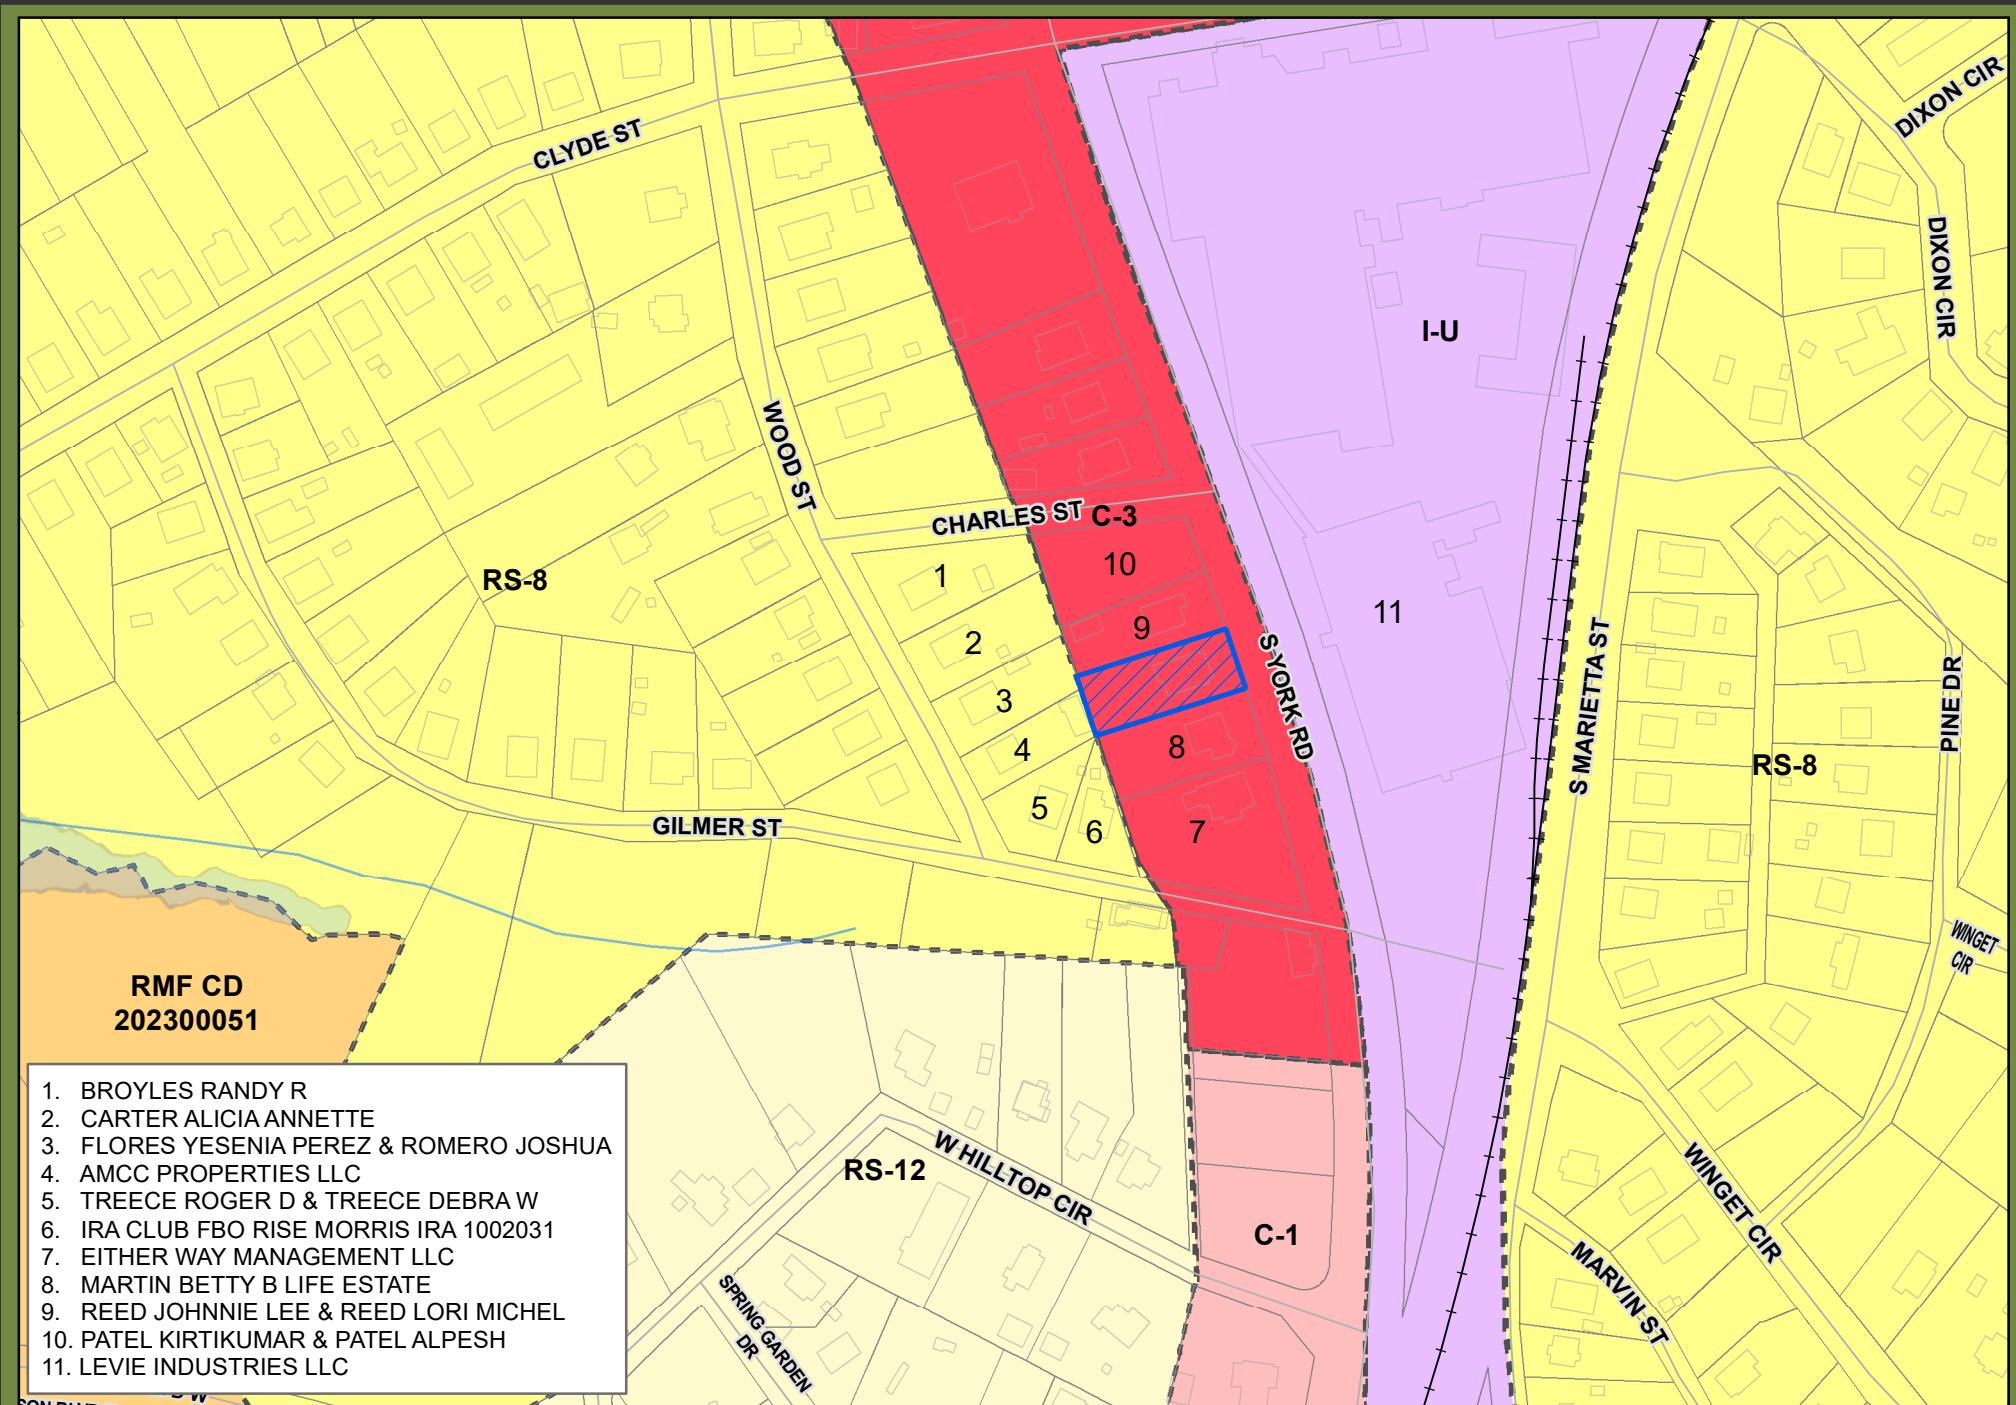 DIXON CIR
CLYDE ST
DIXON CIR
I-U
WOOD ST
CHARLES ST
C-3
10
1
RS-8
11
9
2
S YORK RD
S MARIETTA ST
PINE DR
3
8
4
RS-8
5
6
7
GILMER ST
WINGET
CIR
RMF CD
202300051
W HILLTOP CIR
RS-12
C-1
WINGET CIR
MARVIN ST
SPRING GARDEN
DR
1. BROYLES RANDY R
2. CARTER ALICIA ANNETTE
3. FLORES YESENIA PEREZ & ROMERO JOSHUA
4. AMCC PROPERTIES LLC
5. TREECE ROGER D & TREECE DEBRA W
6. IRA CLUB FBO RISE MORRIS IRA 1002031
7. EITHER WAY MANAGEMENT LLC
8. MARTIN BETTY B LIFE ESTATE
9. REED JOHNNIE LEE & REED LORI MICHEL
10. PATEL KIRTIKUMAR & PATEL ALPESH
11. LEVIE INDUSTRIES LLC